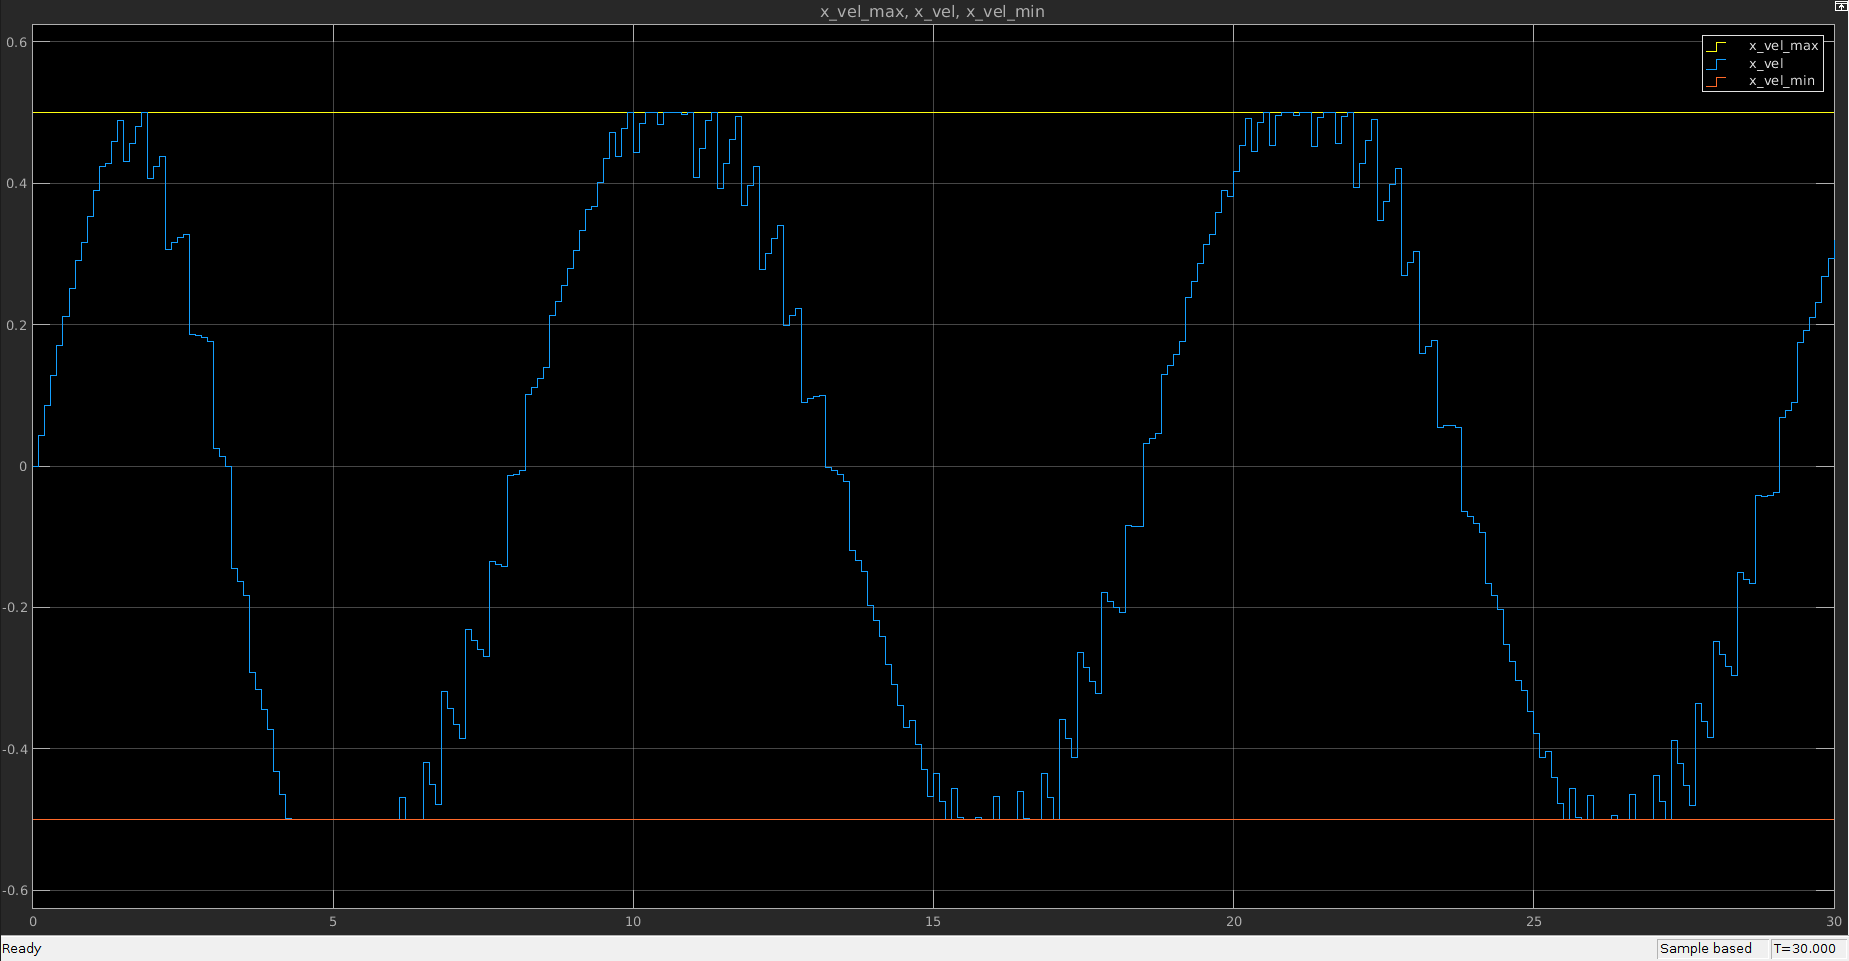 x_vel_max, x_vel, x_vel_min
x_vel_max
x_vel
x_vel_min
0.6
0.4
0.2
0
-0.2
-0.4
-0.6
0 5 10 15 20 25 30
Ready Sample based T=30.000